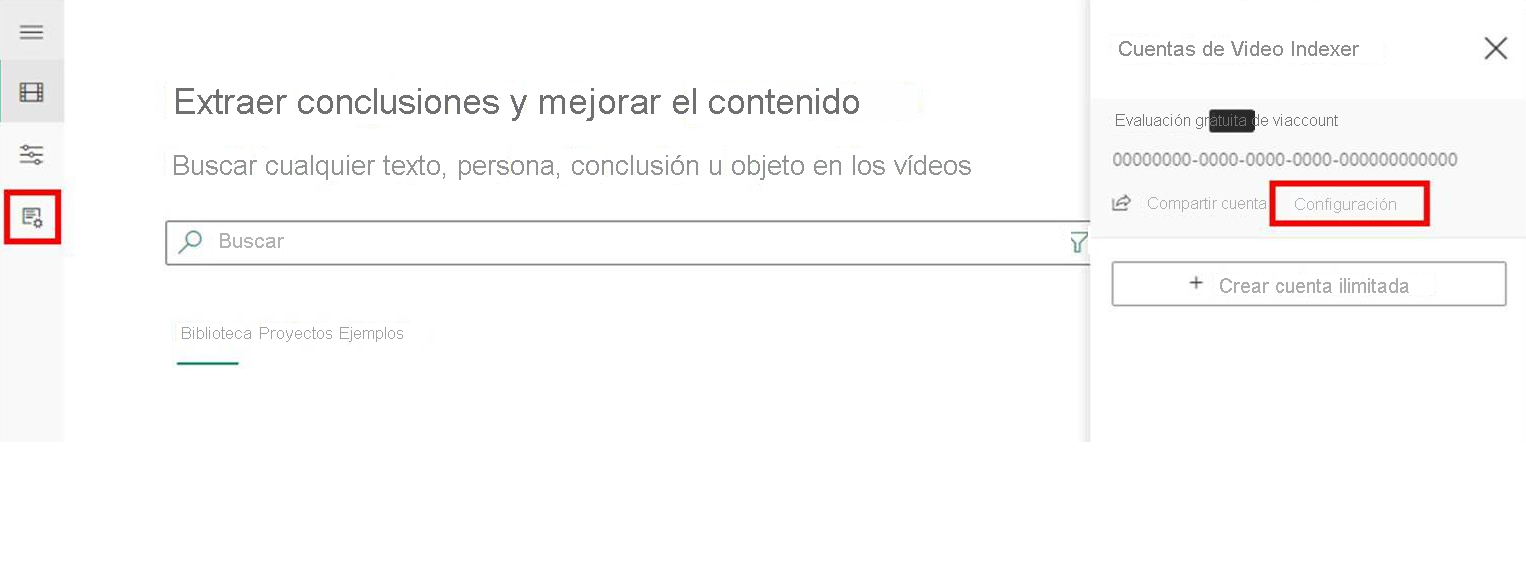 Extraer conclusiones y mejorar el contenido
Buscar cualquier texto, persona, conclusión u objeto en los vídeos
Buscar
Biblioteca Proyectos Ejemplos
Cuentas de Video Indexer
Evaluación gratuita de viaccount
00000000-0000-0000-0000-000000000000
Compartir cuenta Configuración
+ Crear cuenta ilimitada